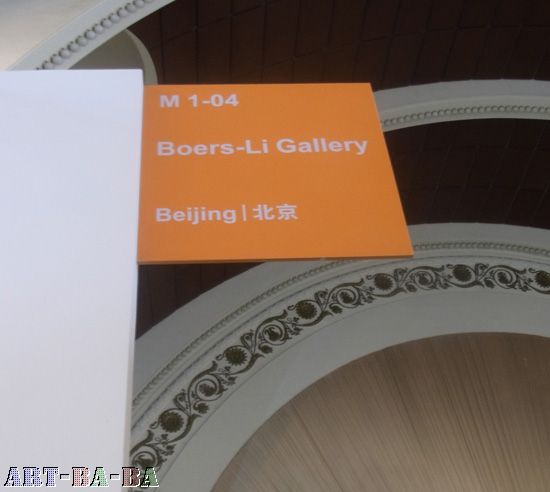 M 1-04
Boers-Li Gallery
Beijing | 北京
ART-BA-BA